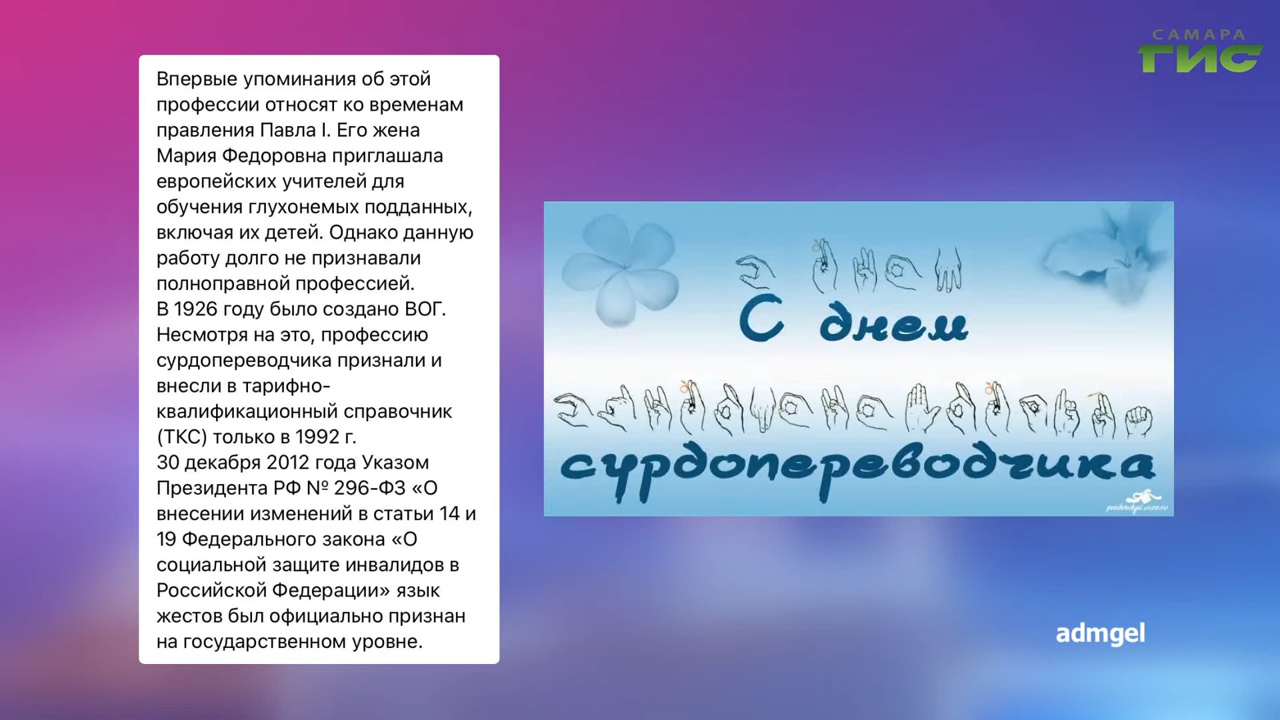 САМАРА
ГИС
Впервые упоминания об этой
профессии относят ко временам
правления Павла I. Его жена
Мария Федоровна приглашала
европейских учителей для
обучения глухонемых подданных,
включая их детей. Однако данную
работу долго не признавали
полноправной профессией.
В 1926 году было создано ВОГ.
Несмотря на это, профессию
сурдопереводчика признали и
внесли в тарифно-
квалификационный справочник
(ТКС) только в 1992 г.
30 декабря 2012 года Указом
Президента РФ № 296-ФЗ «О
внесении изменений в статьи 14 и
19 Федерального закона «О
социальной защите инвалидов в
Российской Федерации» язык
жестов был официально признан
на государственном уровне.
С днем
сурдопереводчика
admgel